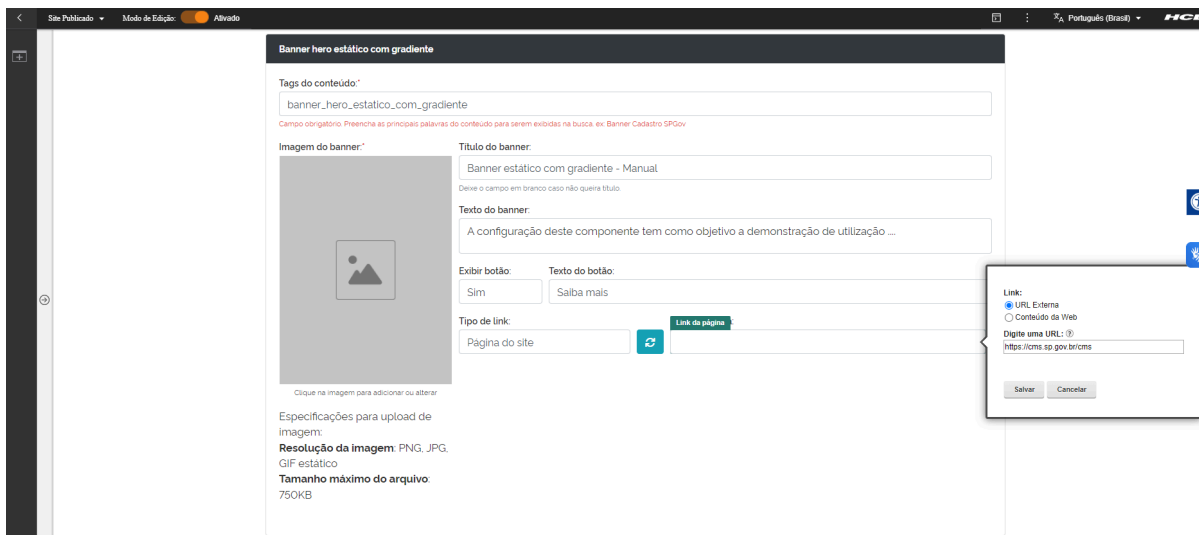 Site Publicado
Modo de Edição:
Ativado
Português (Brasil)
Banner hero estático com gradiente
Tags do conteúdo:*
banner_hero_estatico_com_gradiente
Campo obrigatório. Preencha as principais palavras do conteúdo para serem exibidas na busca. ex: Banner Cadastro SPGov
Imagem do banner:*
Título do banner:
Banner estático com gradiente - Manual
Deixe o campo em branco caso não queira título.
Texto do banner:
A configuração deste componente tem como objetivo a demonstração de utilização ....
Exibir botão:
Texto do botão:
Sim
Saiba mais
Tipo de link:
Link da página
Página do site
Clique na imagem para adicionar ou alterar
Especificações para upload de
imagem:
Resolução da imagem: PNG, JPG,
GIF estático
Tamanho máximo do arquivo:
750KB
Link:
URL Externa
Conteúdo da Web
Digite uma URL:
https://cms.sp.gov.br/cms
Salvar
Cancelar